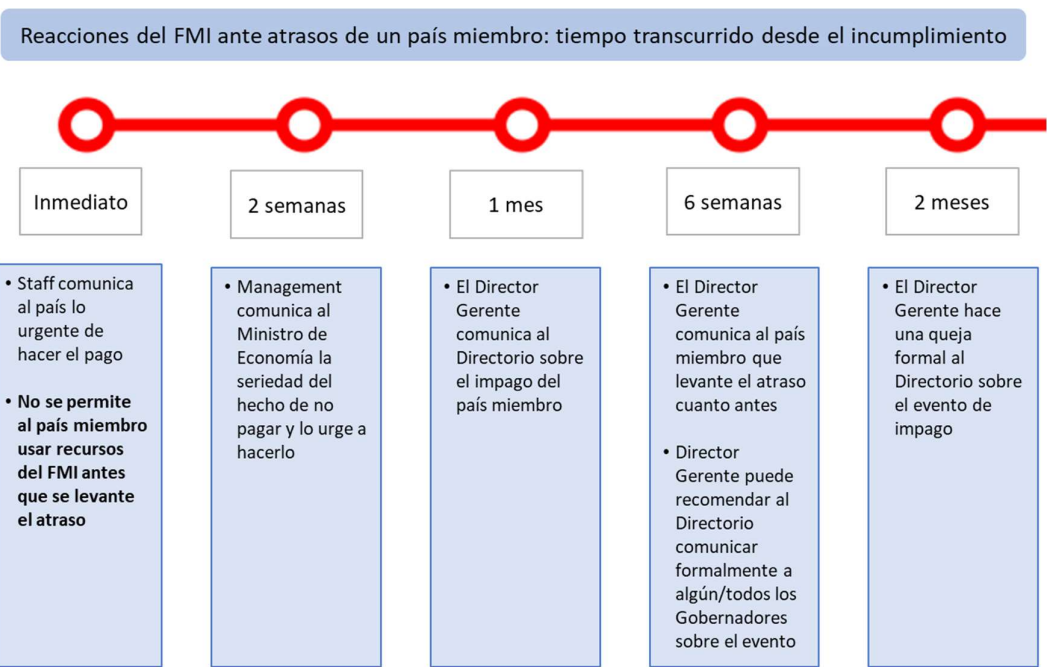 Reacciones del FMI ante atrasos de un país miembro: tiempo transcurrido desde el incumplimiento
Inmediato
• Staff comunica
al país lo
urgente de
hacer el pago
• No se permite
al país miembro
usar recursos
del FMI antes
que se levante
el atraso
2 semanas
• Management
comunica al
Ministro de
Economía la
seriedad del
hecho de no
pagar y lo urge a
hacerlo
1 mes
• El Director
Gerente
comunica al
Directorio sobre
el impago del
país miembro
6 semanas
• El Director
Gerente
comunica al país
miembro que
levante el atraso
cuanto antes
• Director
Gerente puede
recomendar al
Directorio
comunicar
formalmente a
algún/todos los
Gobernadores
sobre el evento
2 meses
• El Director
Gerente hace
una queja
formal al
Directorio sobre
el evento de
impago